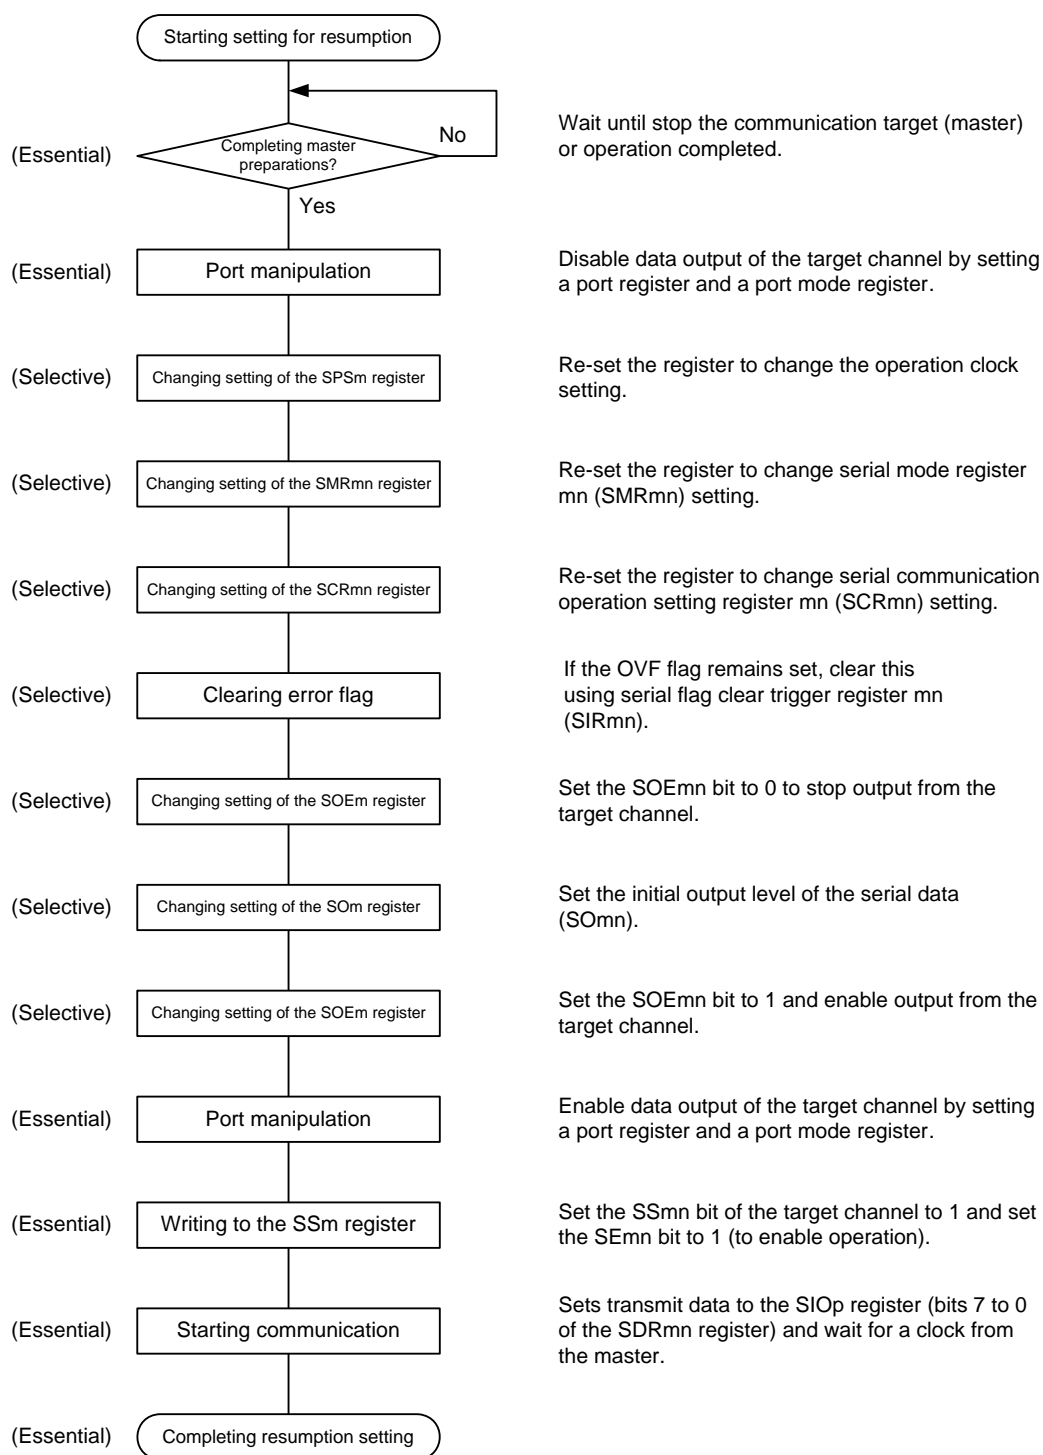 Starting setting for resumption
(Essential)
Completing master
preparations?
No
Yes
Wait until stop the communication target (master)
or operation completed.
(Essential)
Port manipulation
Disable data output of the target channel by setting
a port register and a port mode register.
(Selective)
Changing setting of the SPSm register
Re-set the register to change the operation clock
setting.
(Selective)
Changing setting of the SMRmn register
Re-set the register to change serial mode register
mn (SMRmn) setting.
(Selective)
Changing setting of the SCRmn register
Re-set the register to change serial communication
operation setting register mn (SCRmn) setting.
(Selective)
Clearing error flag
If the OVF flag remains set, clear this
using serial flag clear trigger register mn
(SIRmn).
(Selective)
Changing setting of the SOEm register
Set the SOEmn bit to 0 to stop output from the
target channel.
(Selective)
Changing setting of the SOm register
Set the initial output level of the serial data
(SOmn).
(Selective)
Changing setting of the SOEm register
Set the SOEmn bit to 1 and enable output from the
target channel.
(Essential)
Port manipulation
Enable data output of the target channel by setting
a port register and a port mode register.
(Essential)
Writing to the SSm register
Set the SSmn bit of the target channel to 1 and set
the SEmn bit to 1 (to enable operation).
(Essential)
Starting communication
Sets transmit data to the SIOp register (bits 7 to 0
of the SDRmn register) and wait for a clock from
the master.
(Essential)
Completing resumption setting